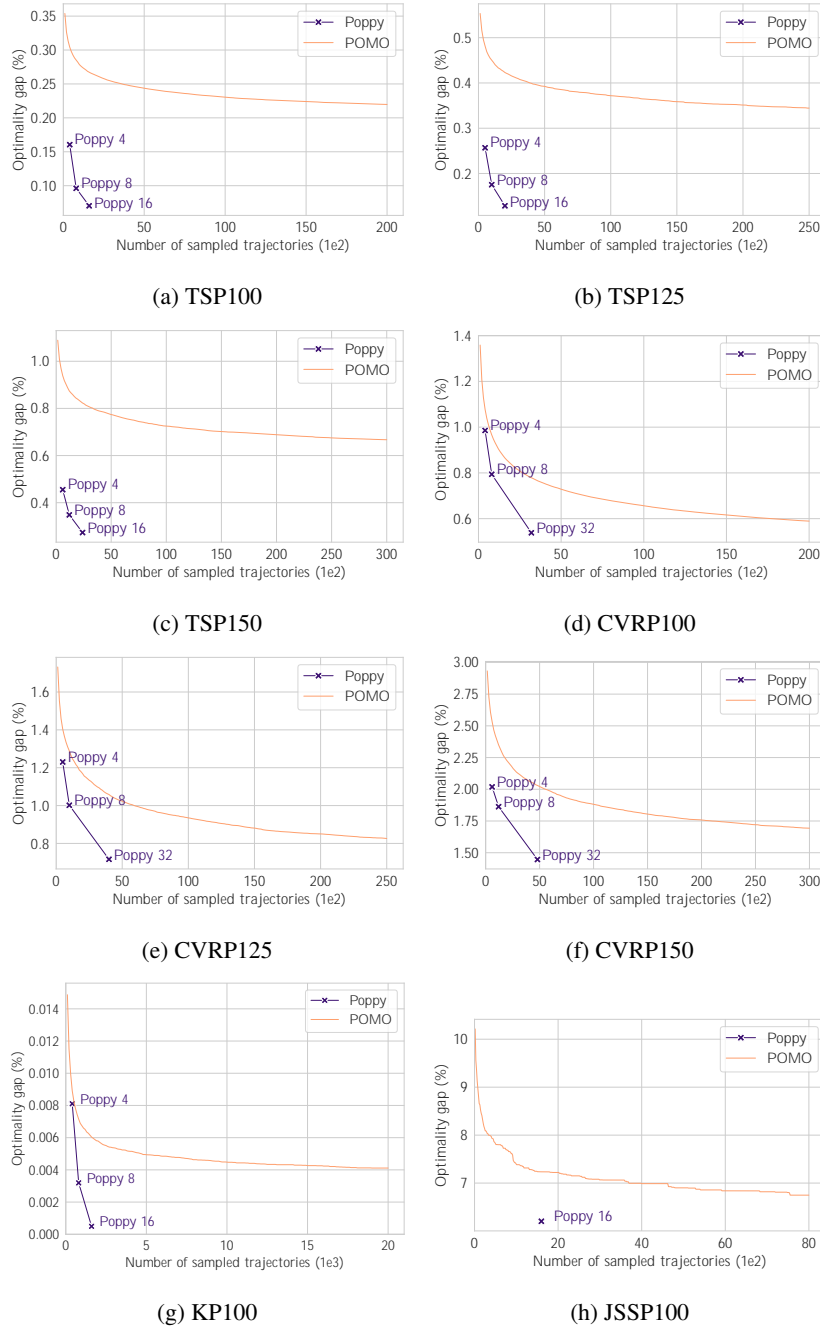 0.35
0.30
0.25
0.20
0.15
0.10
Optimality gap (%)
Poppy
POMO
Poppy 4
Poppy 8
Poppy 16
0 50 100 150 200
Number of sampled trajectories (1e2)
(a) TSP100
0.5
0.4
0.3
0.2
Optimality gap (%)
Poppy
POMO
Poppy 4
Poppy 8
Poppy 16
0 50 100 150 200 250
Number of sampled trajectories (1e2)
(b) TSP125
1.0
0.8
0.6
0.4
Optimality gap (%)
Poppy
POMO
Poppy 4
Poppy 8
Poppy 16
0 50 100 150 200 250 300
Number of sampled trajectories (1e2)
(c) TSP150
1.4
1.2
1.0
0.8
0.6
Optimality gap (%)
Poppy
POMO
Poppy 4
Poppy 8
Poppy 32
0 50 100 150 200
Number of sampled trajectories (1e2)
(d) CVRP100
1.6
1.4
1.2
1.0
0.8
Optimality gap (%)
Poppy
POMO
Poppy 4
Poppy 8
Poppy 32
0 50 100 150 200 250
Number of sampled trajectories (1e2)
(e) CVRP125
3.00
2.75
2.50
2.25
2.00
1.75
1.50
Optimality gap (%)
Poppy
POMO
Poppy 4
Poppy 8
Poppy 32
0 50 100 150 200 250 300
Number of sampled trajectories (1e2)
(f) CVRP150
0.014
0.012
0.010
0.008
0.006
0.004
0.002
0.000
Optimality gap (%)
Poppy
POMO
Poppy 4
Poppy 8
Poppy 16
0 5 10 15 20
Number of sampled trajectories (1e3)
(g) KP100
10
9
8
7
Optimality gap (%)
Poppy
POMO
Poppy 16
0 20 40 60 80
Number of sampled trajectories (1e2)
(h) JSSP100